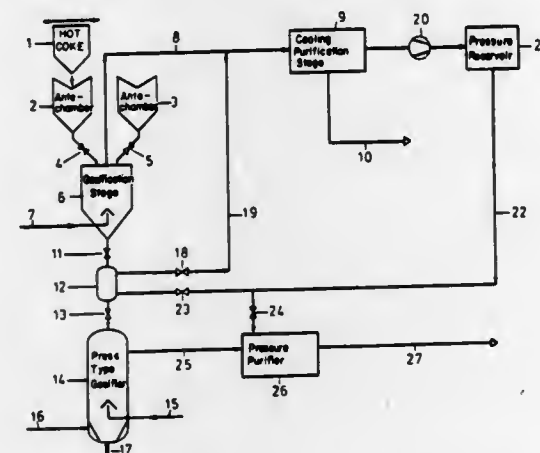 HOT
COKE
1
Ante-
chamber
2
Ante-
chamber
3
4
5
Gasification
Stage
6
7
8
Cooling
Purification
Stage
9
10
20
Pressure
Reservoir
2
11
12
13
18
19
22
23
24
Press
Type
Gasifier
14
15
16
17
25
Pressure
Purifier
26
27